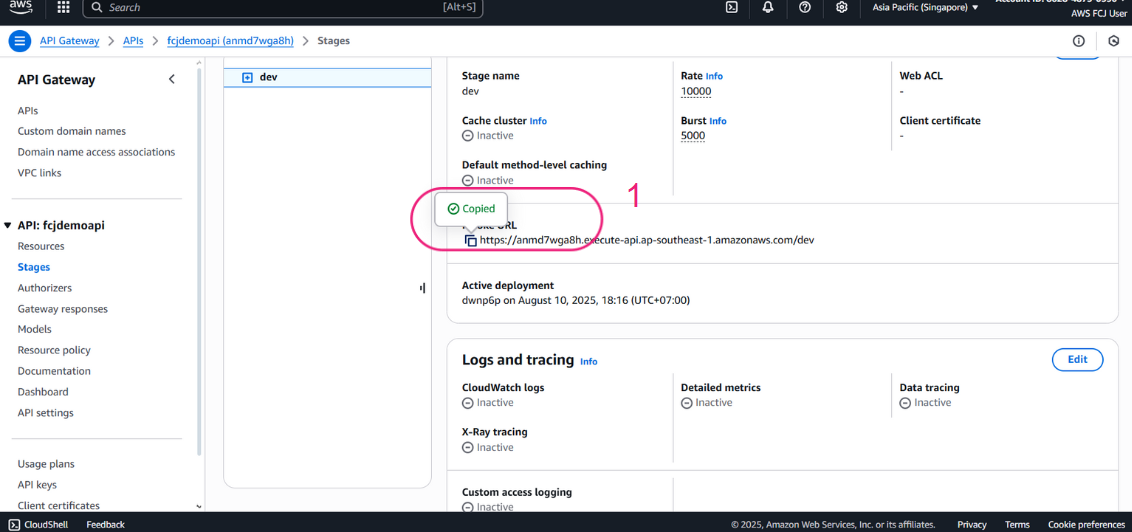 aws
Search [Alt+S]
Asia Pacific (Singapore)
AWS FCJ User
API Gateway > APIs > fcjdemoapi (anmd7wga8h) > Stages
API Gateway
APIs
Custom domain names
Domain name access associations
VPC links
API: fcjdemoapi
Resources
Stages
Authorizers
Gateway responses
Models
Resource policy
Documentation
Dashboard
API settings
Usage plans
API keys
Client certificates
dev
Stage name
dev
Rate Info
10000
Web ACL
-
Cache cluster Info
Inactive
Burst Info
5000
Client certificate
-
Default method-level caching
Inactive
1
Copied
URL
https://anmd7wga8h.execute-api.ap-southeast-1.amazonaws.com/dev
Active deployment
dwnp6p on August 10, 2025, 18:16 (UTC+07:00)
Logs and tracing Info
Edit
CloudWatch logs
Inactive
Detailed metrics
Inactive
Data tracing
Inactive
X-Ray tracing
Inactive
Custom access logging
Inactive
CloudShell Feedback
© 2025, Amazon Web Services, Inc. or its affiliates. Privacy Terms Cookie preferences